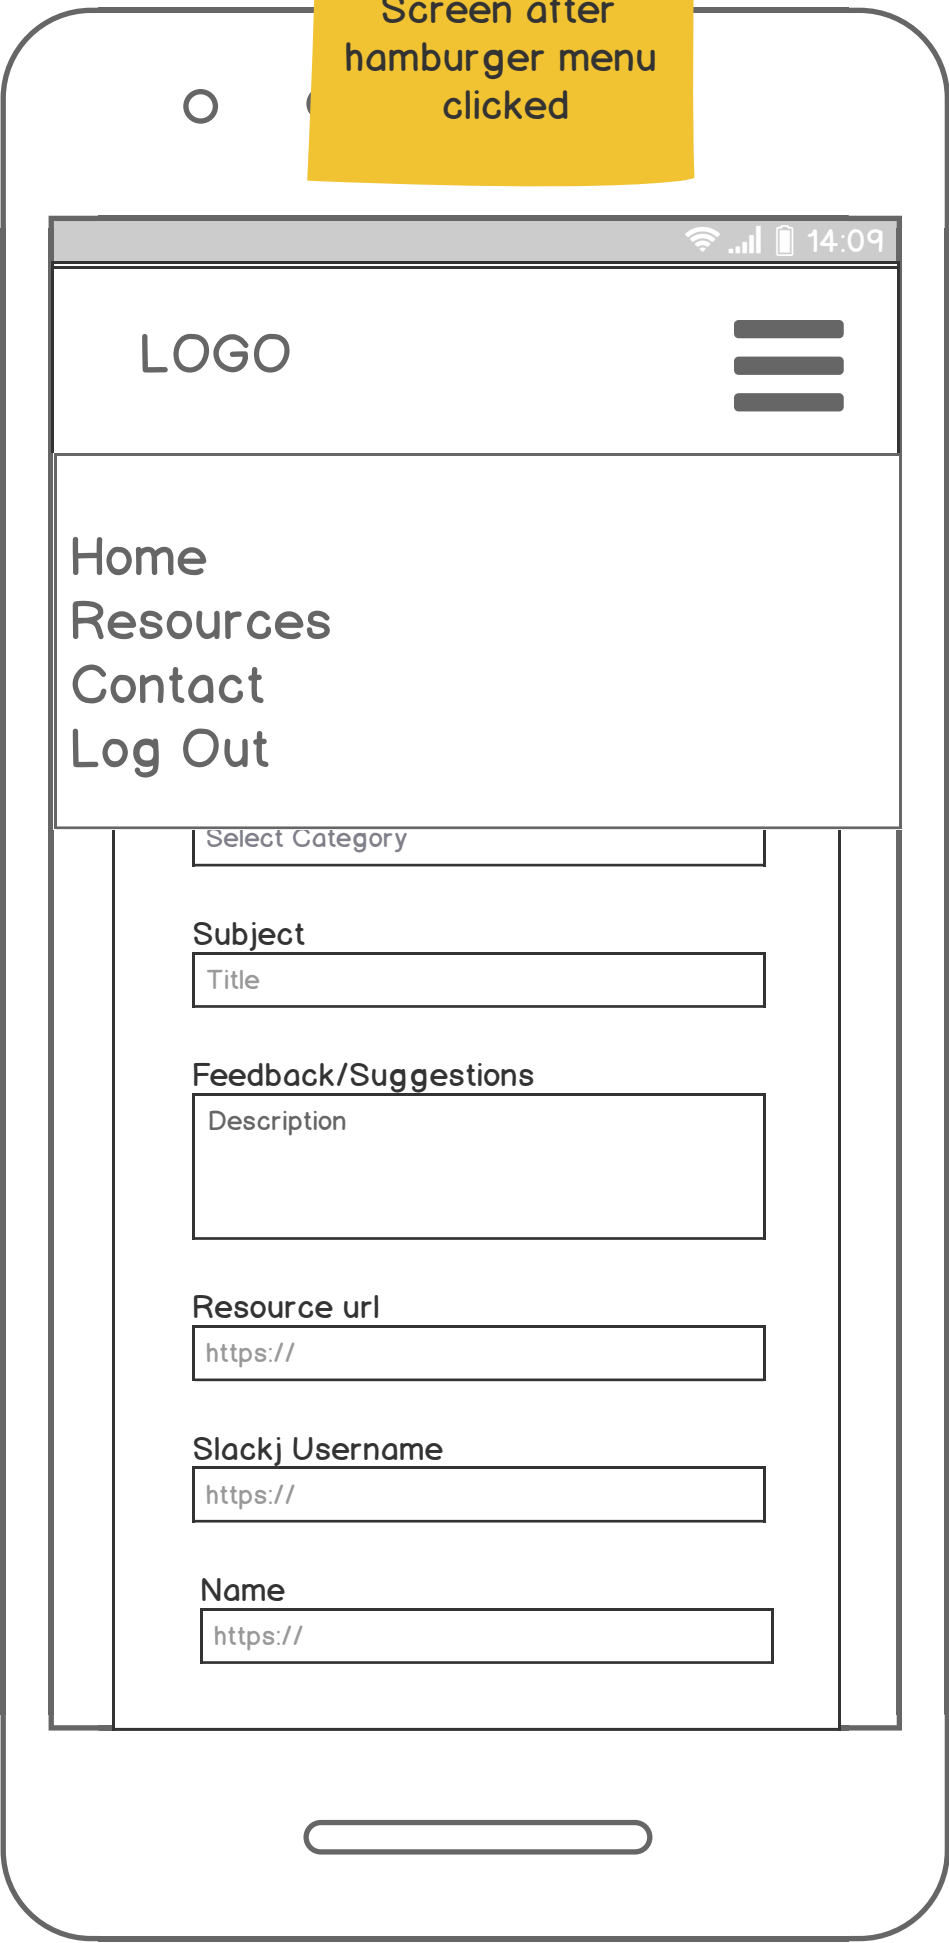 Screen after
hamburger menu
clicked
14:09
LOGO
Home
Resources
Contact
Log Out
Select Category
Subject
Title
Feedback/Suggestions
Description
Resource url
https://
Slackj Username
https://
Name
https://